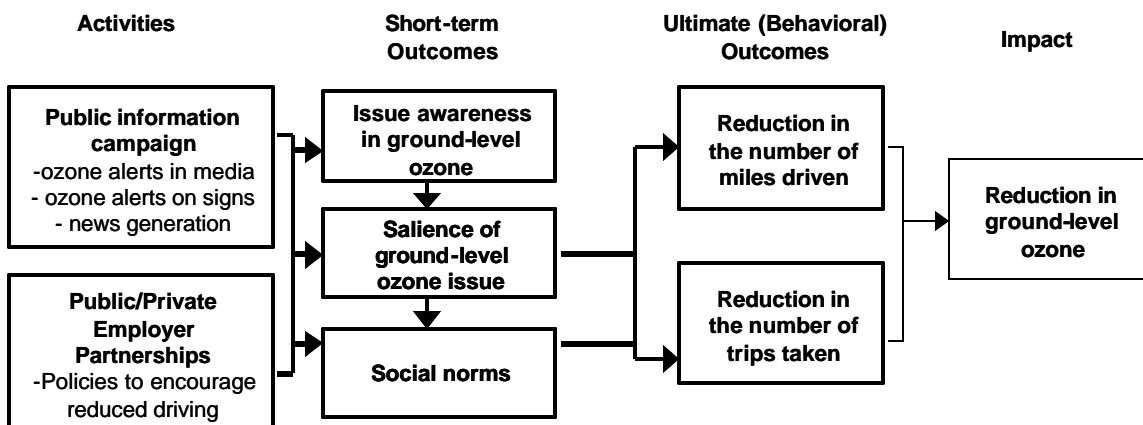 Activities
Short-term
Outcomes
Ultimate (Behavioral)
Outcomes
Impact
Public information
campaign
-ozone alerts in media
- ozone alerts on signs
- news generation
Public/Private
Employer
Partnerships
-Policies to encourage
reduced driving
Issue awareness
in ground-level
ozone
Salience of
ground-level
ozone issue
Social norms
Reduction in
the number of
miles driven
Reduction in
the number of
trips taken
Reduction in
ground-level
ozone